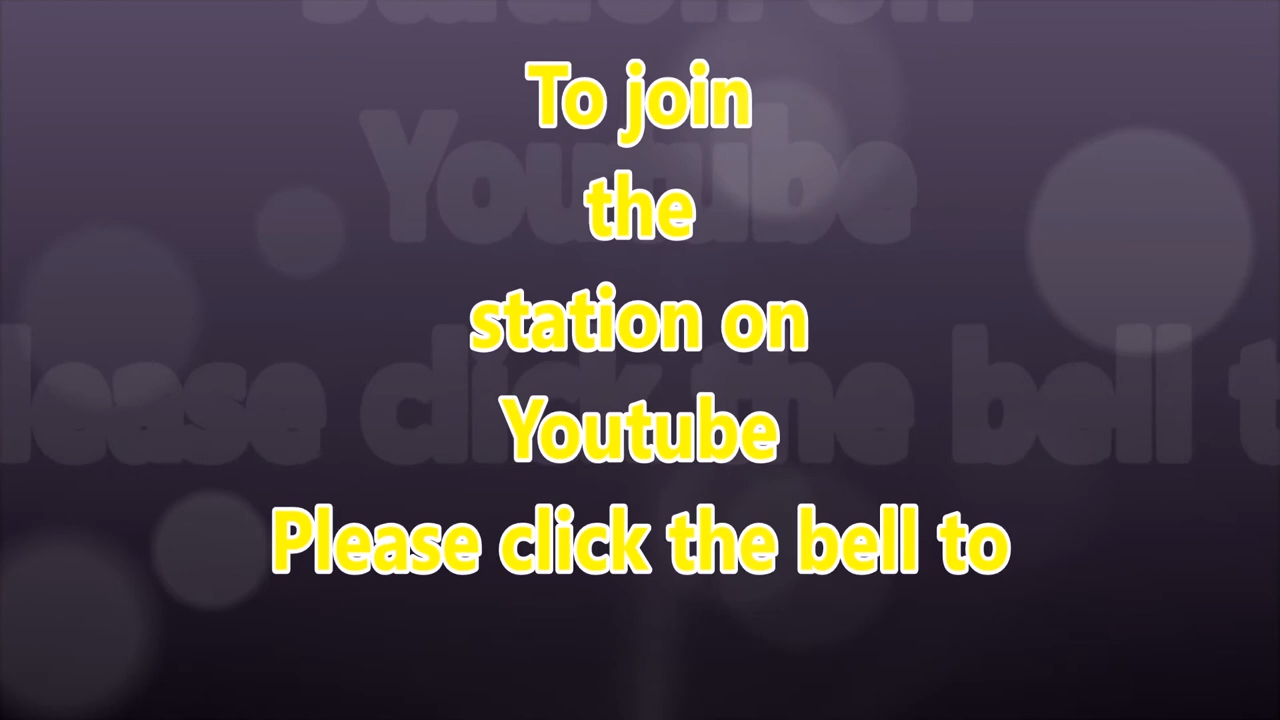 To join
the
station on
Youtube
Please click the bell to